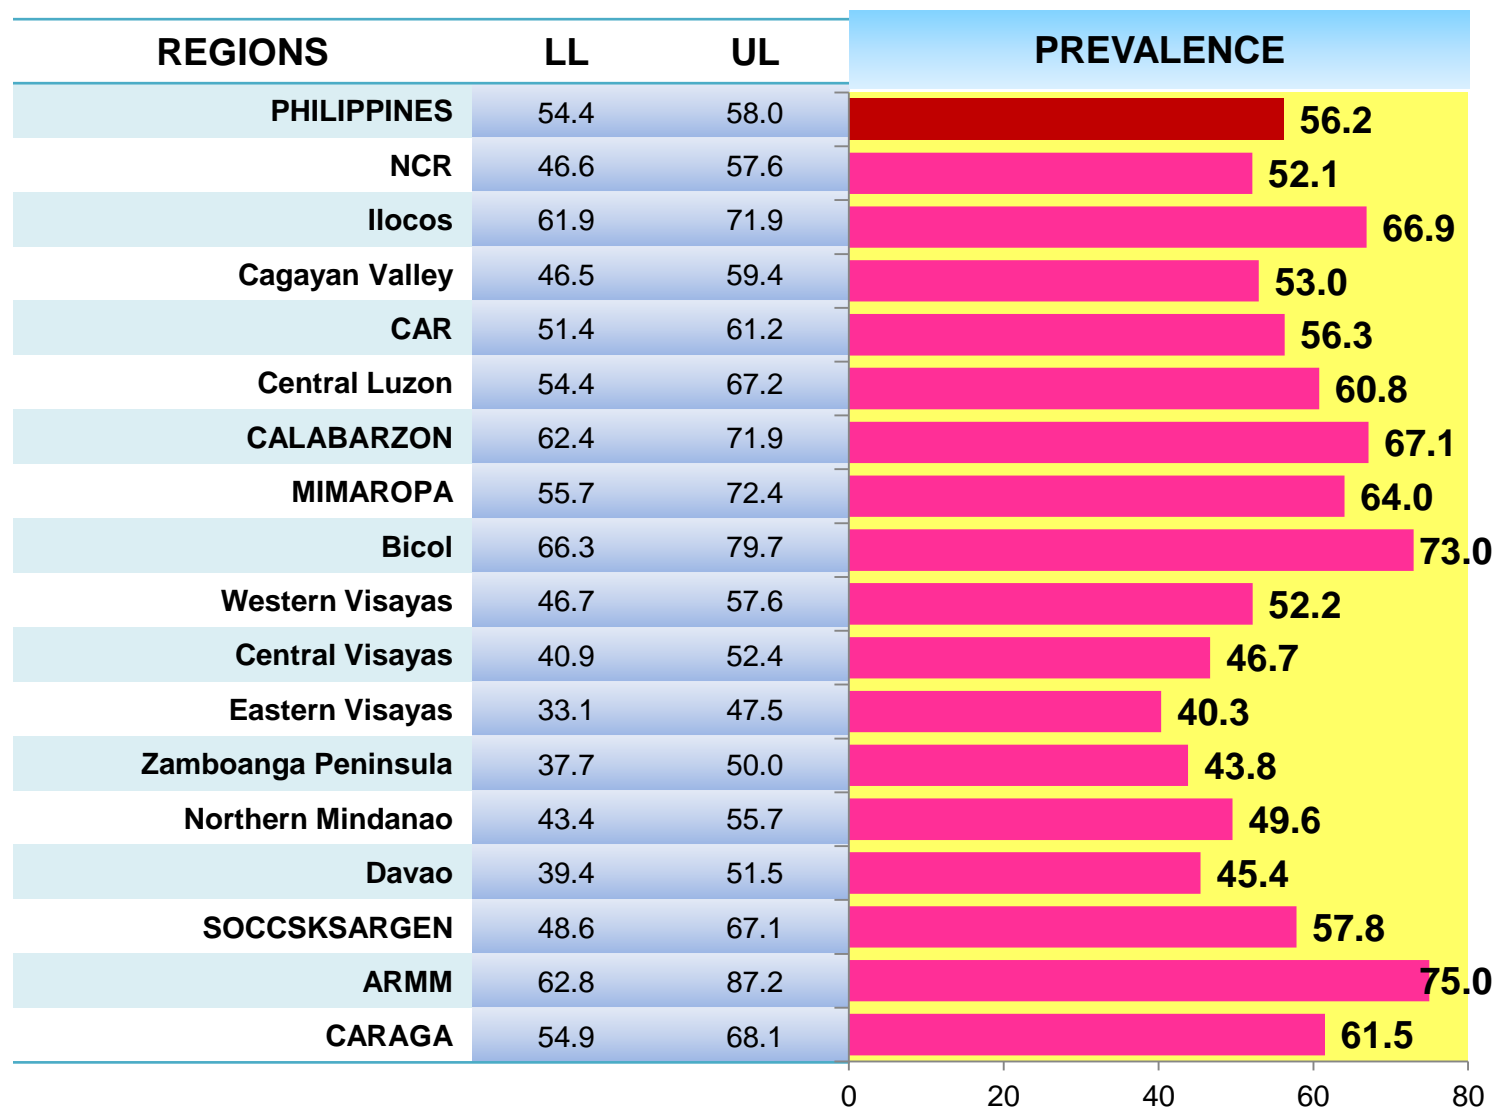 REGIONS LL UL PREVALENCE
PHILIPPINES 54.4 58.0 56.2
NCR 46.6 57.6 52.1
Ilocos 61.9 71.9 66.9
Cagayan Valley 46.5 59.4 53.0
CAR 51.4 61.2 56.3
Central Luzon 54.4 67.2 60.8
CALABARZON 62.4 71.9 67.1
MIMAROPA 55.7 72.4 64.0
Bicol 66.3 79.7 73.0
Western Visayas 46.7 57.6 52.2
Central Visayas 40.9 52.4 46.7
Eastern Visayas 33.1 47.5 40.3
Zamboanga Peninsula 37.7 50.0 43.8
Northern Mindanao 43.4 55.7 49.6
Davao 39.4 51.5 45.4
SOCCSKSARGEN 48.6 67.1 57.8
ARMM 62.8 87.2 75.0
CARAGA 54.9 68.1 61.5
0 20 40 60 80